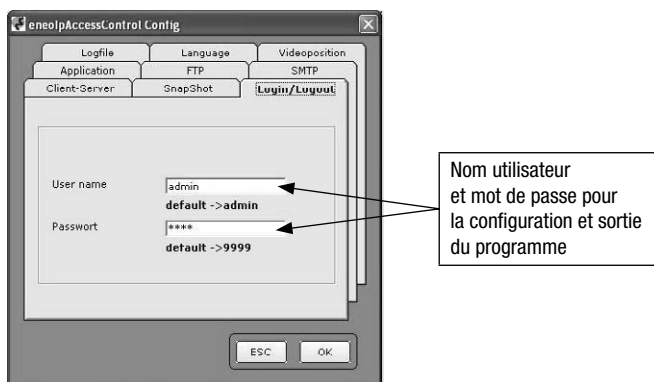 eneoIpAccessControl Config
Logfile
Language
Videoposition
Application
FTP
SMTP
Client-Server
SnapShot
Login/Logout
User name
admin
default ->admin
Passwort
****
default ->9999
ESC
OK
Nom utilisateur
et mot de passe pour
la configuration et sortie
du programme